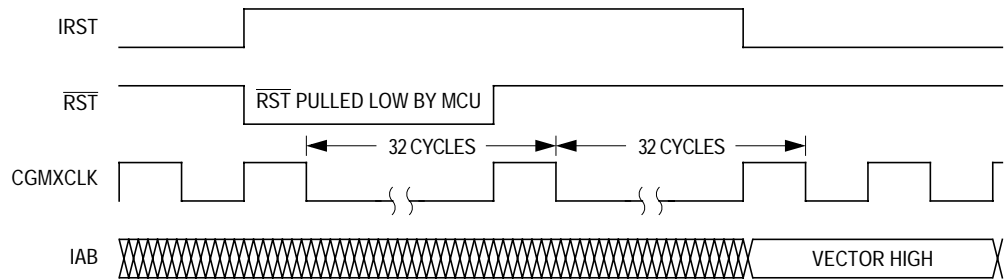 IRST
RST
RST PULLED LOW BY MCU
32 CYCLES
32 CYCLES
CGMXCLK
IAB
VECTOR HIGH